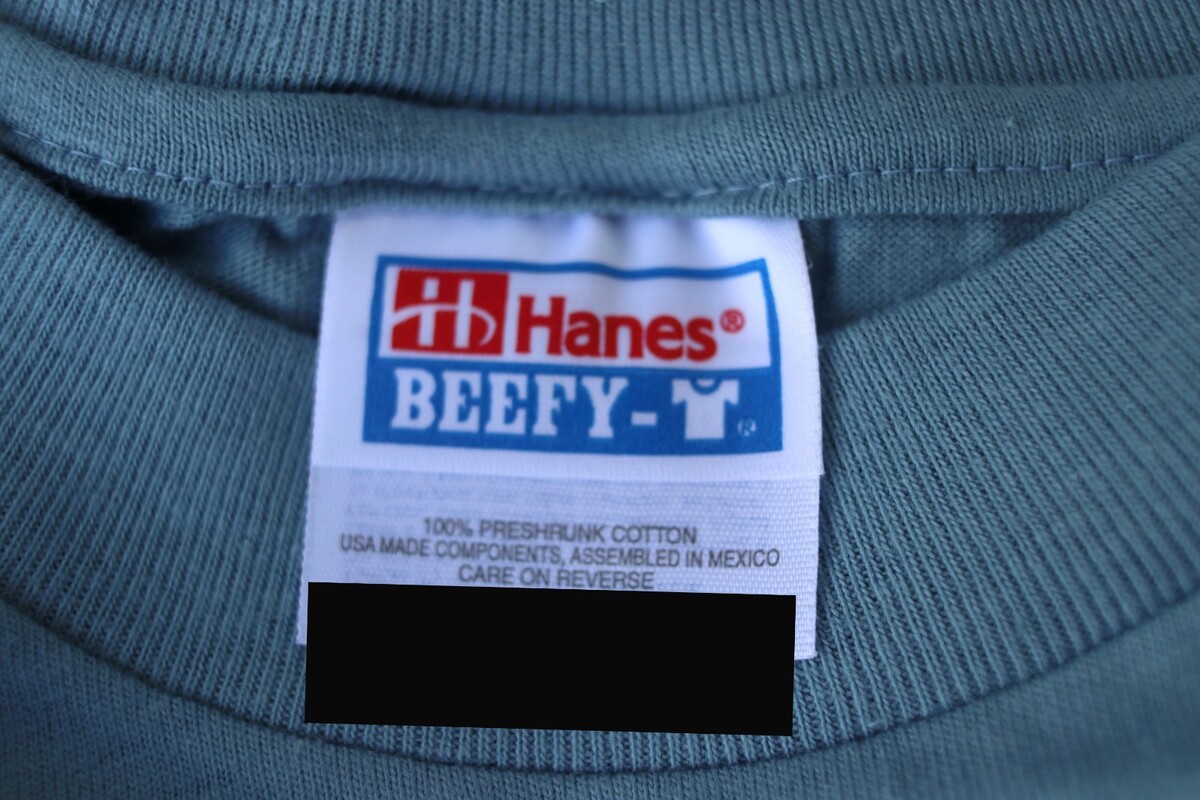 Hanes®
BEEFY-T®
100% PRESHRUNK COTTON
USA MADE COMPONENTS, ASSEMBLED IN MEXICO
CARE ON REVERSE